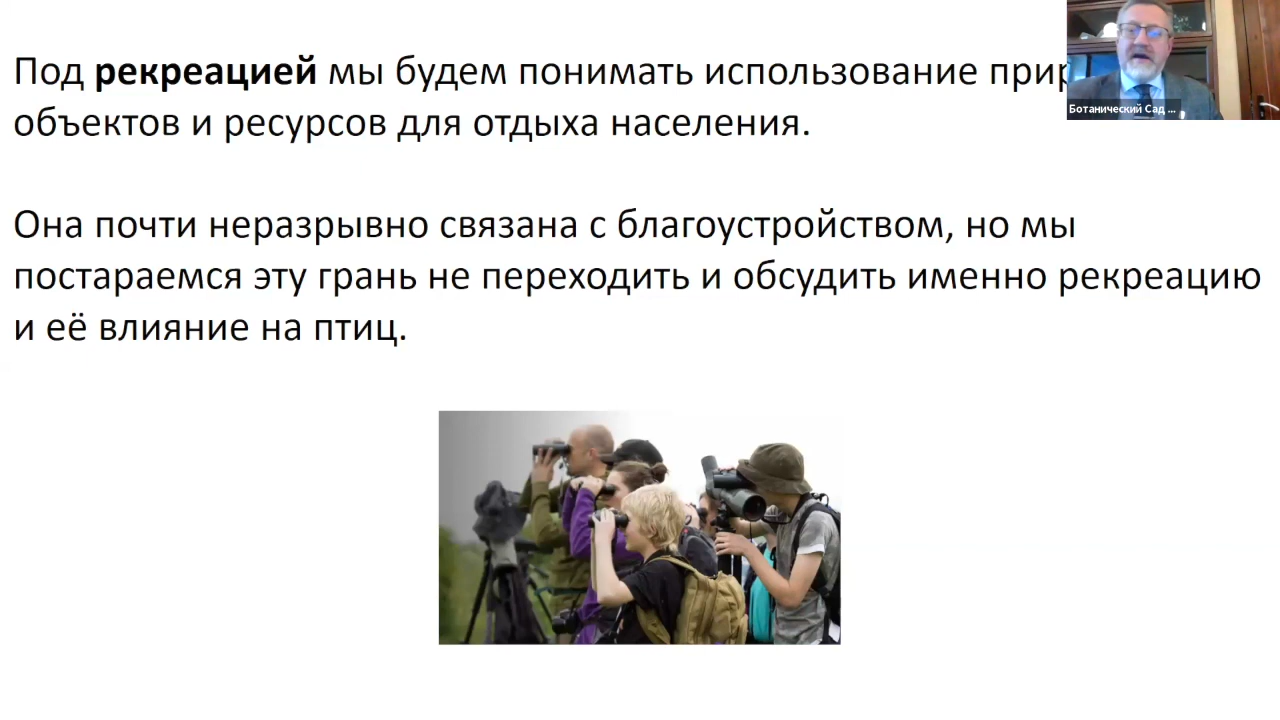 Под рекреацией мы будем понимать использование
объектов и ресурсов для отдыха населения.
Она почти неразрывно связана с благоустройством, но мы
постараемся эту грань не переходить и обсудить именно рекреацию
и её влияние на птиц.
Ботанический Сад ...